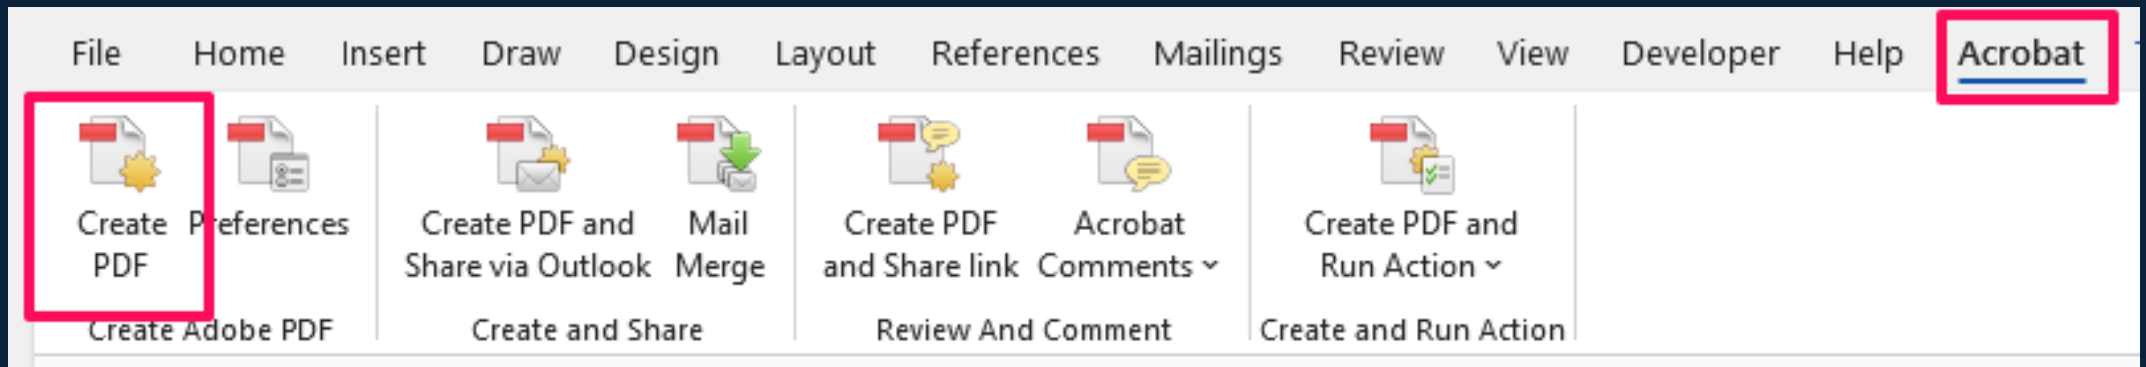 File Home Insert Draw Design Layout References Mailings Review View Developer Help Acrobat
Create PDF
Preferences
Create PDF and Share via Outlook
Mail Merge
Create PDF and Share link
Acrobat Comments
Create PDF and Run Action
Create Adobe PDF
Create and Share
Review And Comment
Create and Run Action